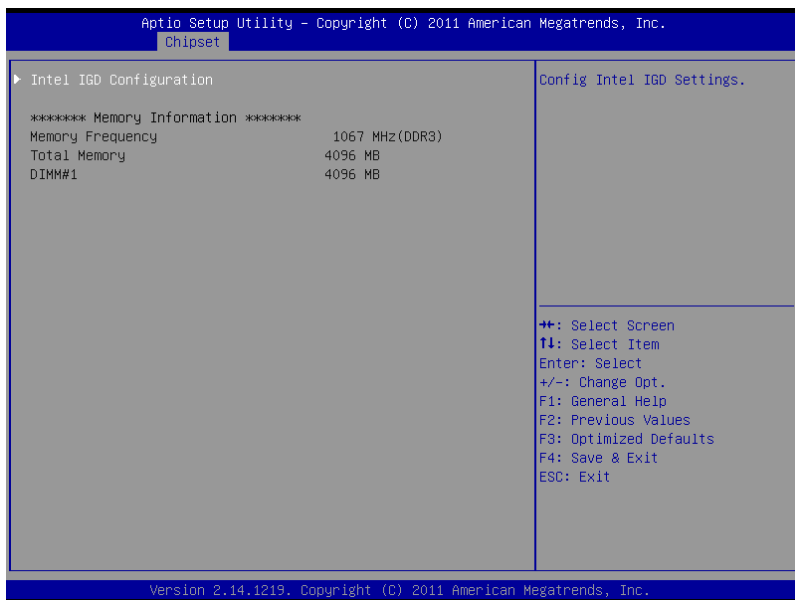 Aptio Setup Utility – Copyright (C) 2011 American Megatrends, Inc.
Chipset
▶ Intel IGD Configuration
******* Memory Information *******
Memory Frequency 1067 MHz(DDR3)
Total Memory 4096 MB
DIMM#1 4096 MB
Config Intel IGD Settings.
→←: Select Screen
↑↓: Select Item
Enter: Select
+/-: Change Opt.
F1: General Help
F2: Previous Values
F3: Optimized Defaults
F4: Save & Exit
ESC: Exit
Version 2.14.1219. Copyright (C) 2011 American Megatrends, Inc.